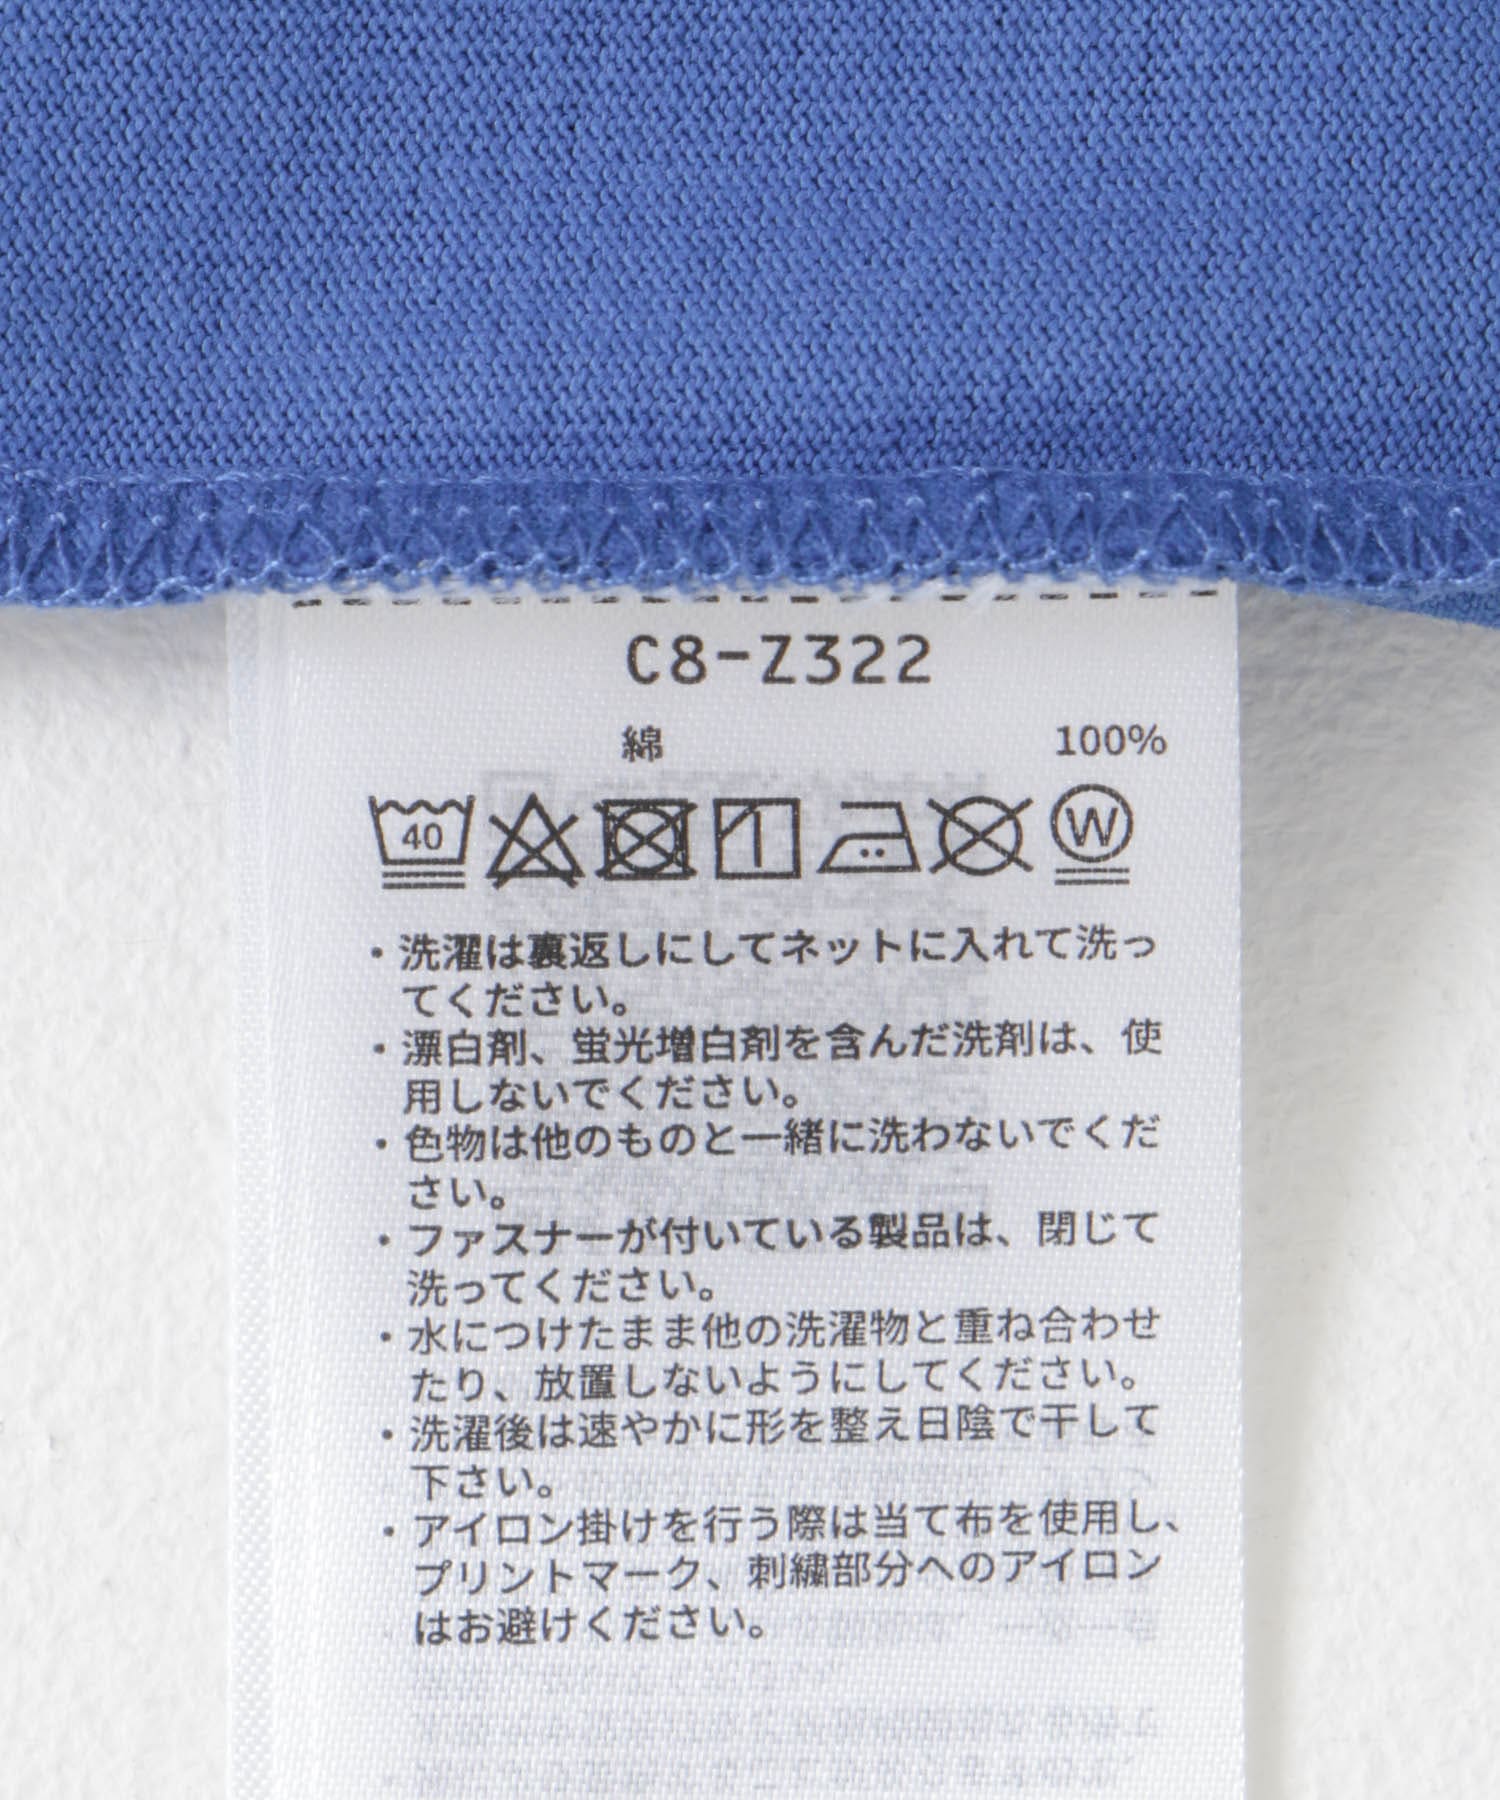 C8-Z322
綿 100%
40
W
・洗濯は裏返しにしてネットに入れて洗っ
てください。
・漂白剤、蛍光増白剤を含んだ洗剤は、使
用しないでください。
・色物は他のものと一緒に洗わないでくだ
さい。
・ファスナーが付いている製品は、閉じて
洗ってください。
・水につけたまま他の洗濯物と重ね合わせ
たり、放置しないようにしてください。
・洗濯後は速やかに形を整え日陰で干して
下さい。
・アイロン掛けを行う際は当て布を使用し、
プリントマーク、刺繍部分へのアイロン
はお避けください。